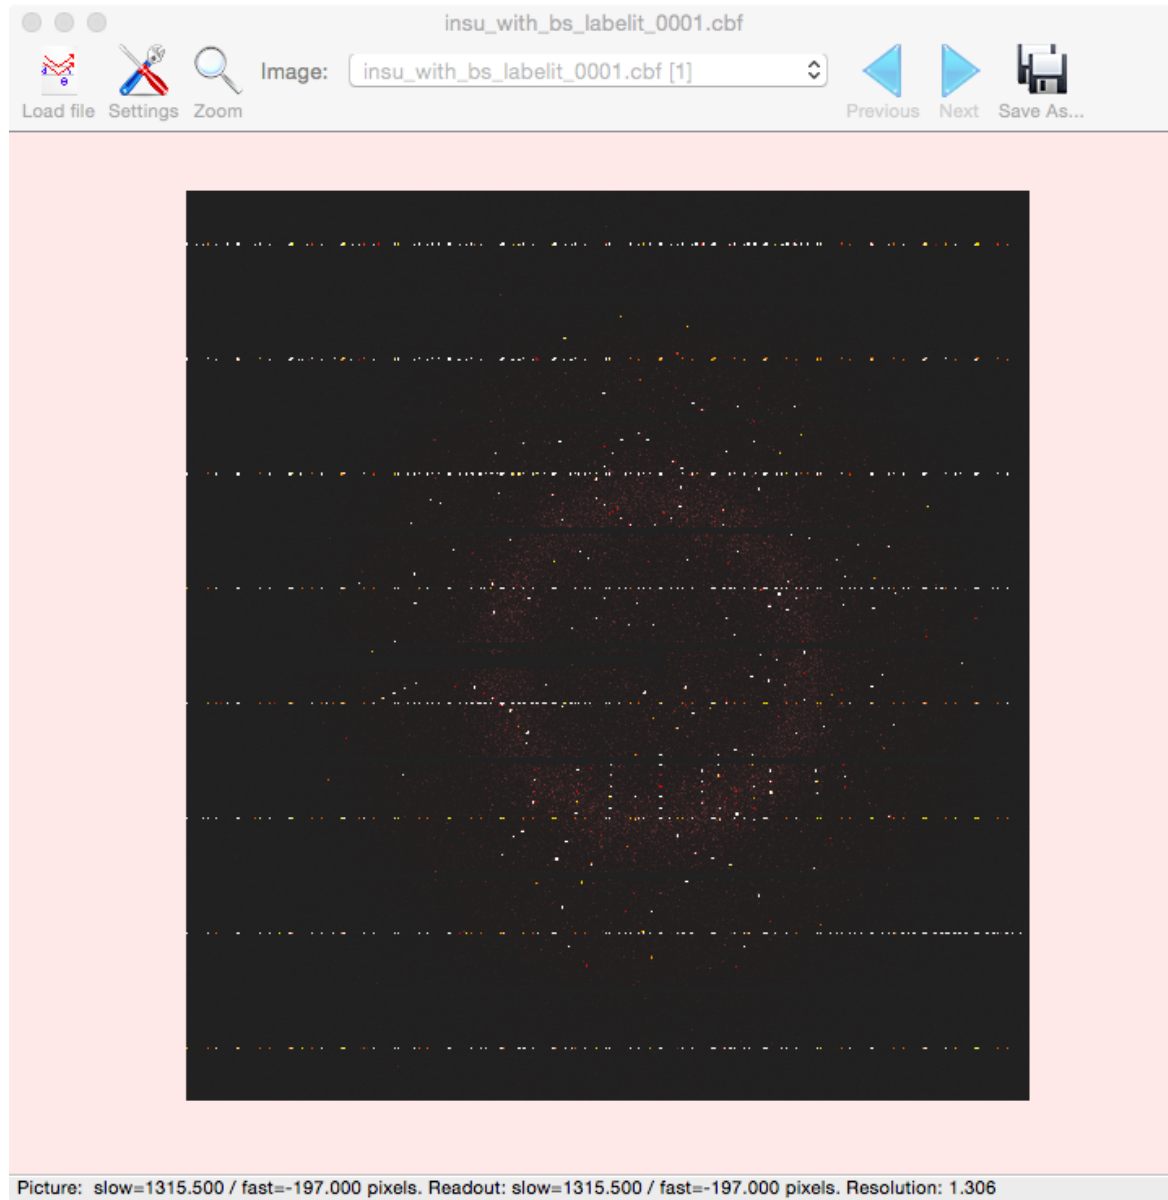 insu_with_bs_labelit_0001.cbf
Image: insu_with_bs_labelit_0001.cbf [1]
Load file Settings Zoom Previous Next Save As...
Picture: slow=1315.500 / fast=-197.000 pixels. Readout: slow=1315.500 / fast=-197.000 pixels. Resolution: 1.306